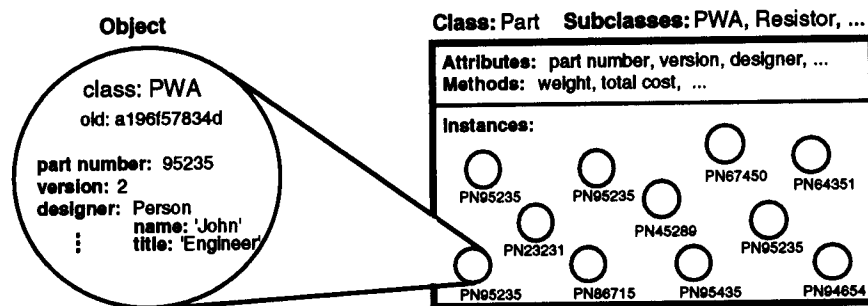 Object
class: PWA
oid: a196f57834d
part number: 95235
version: 2
designer: Person
name: 'John'
title: 'Engineer'
Class: Part Subclasses: PWA, Resistor, ...
Attributes: part number, version, designer, ...
Methods: weight, total cost, ...
Instances:
PN95235
PN95235
PN67450
PN64351
PN23231
PN45289
PN95235
PN95235
PN86715
PN95435
PN94654